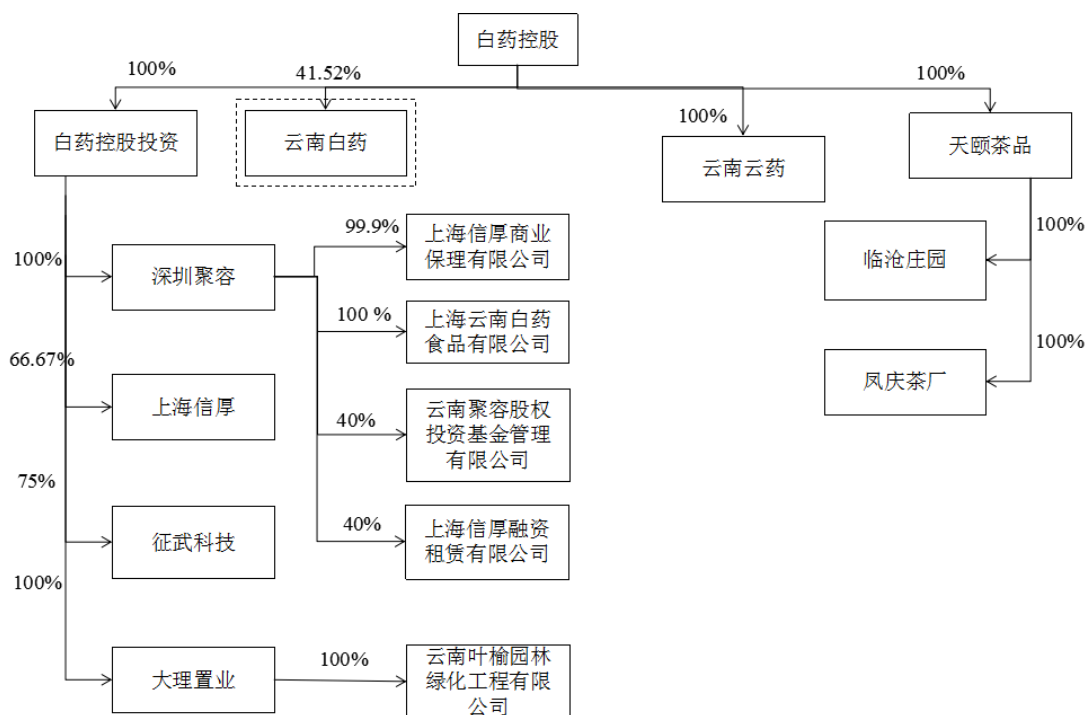 白药控股
100%
41.52%
100%
100%
白药控股投资
云南白药
云南云药
天颐茶品
100%
深圳聚容
99.9%
上海信厚商业
保理有限公司
100%
临沧庄园
100 %
上海云南白药
食品有限公司
66.67%
上海信厚
40%
云南聚容股权
投资基金管理
有限公司
100%
凤庆茶厂
75%
征武科技
40%
上海信厚融资
租赁有限公司
100%
大理置业
100%
云南叶榆园林
绿化工程有限
公司